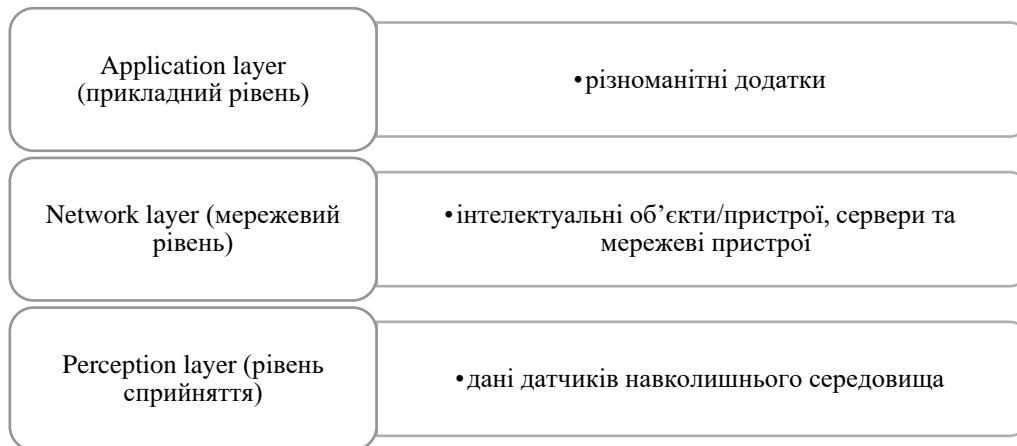 Application layer
(прикладний рівень)
•різноманітні додатки
Network layer (мережевий
рівень)
•інтелектуальні об’єкти/пристрої, сервери та
мережеві пристрої
Perception layer (рівень
сприйняття)
•дані датчиків навколишнього середовища